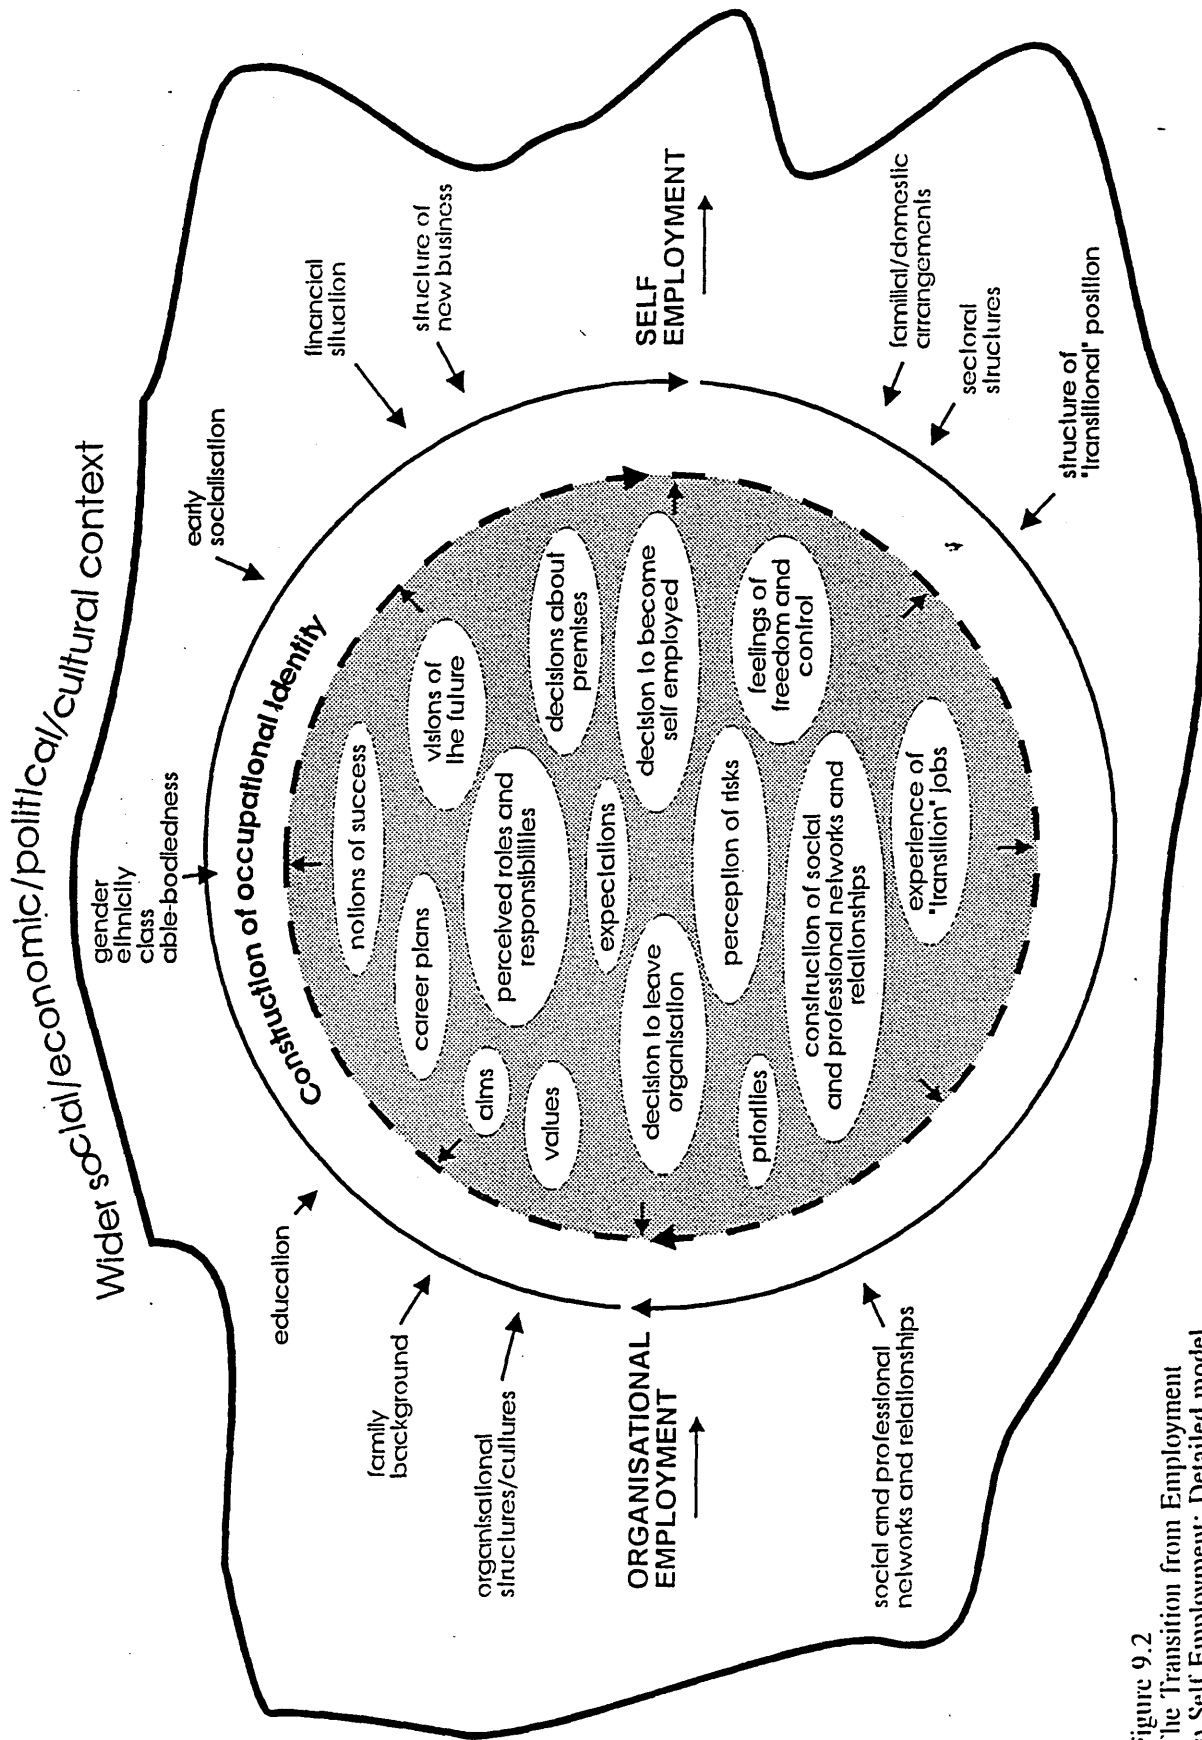 Wider social/economic/political/cultural context
gender
ethnicity
class
able-bodiedness
early
socialisation
education
financial
situation
family
background
structure of
new business
organisational
structures/cultures
Construction of occupational identity
notions of success
career plans
visions of
the future
aims
perceived roles and
responsibilities
values
decisions about
premises
expectations
decision to leave
organisation
decision to become
self employed
priorities
perception of risks
feelings of
freedom and
control
construction of social
and professional networks and
relationships
experience of
"transition" jobs
ORGANISATIONAL
EMPLOYMENT
SELF
EMPLOYMENT
social and professional
networks and relationships
familial/domestic
arrangements
sectoral
structures
structure of
"transitional" position
igure 9.2
he Transition from Employment
Self Employment: Detailed model